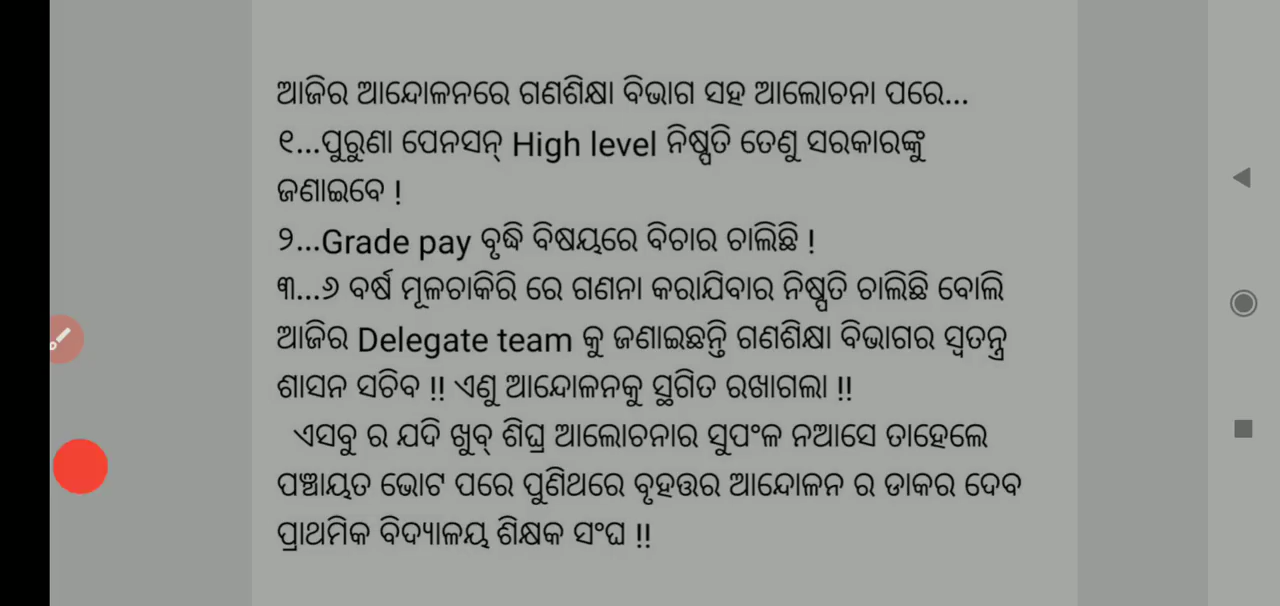 ଆଜିର ଆନ୍ଦୋଳନରେ ଗଣଶିକ୍ଷା ବିଭାଗ ସହ ଆଲୋଚନା ପରେ...
୧...ପୁରୁଣା ପେନସନ୍ High level ନିଷ୍ପତି ତେଣୁ ସରକାରଙ୍କୁ
ଜଣାଇବେ !
୨...Grade pay ବୃଦ୍ଧି ବିଷୟରେ ବିଚାର ଚାଲିଛି !
୩...୬ ବର୍ଷ ମୂଳଚାକିରି ରେ ଗଣନା କରାଯିବାର ନିଷ୍ପତି ଚାଲିଛି ବୋଲି
ଆଜିର Delegate team କୁ ଜଣାଇଛନ୍ତି ଗଣଶିକ୍ଷା ବିଭାଗର ସ୍ଵତନ୍ତ୍ର
ଶାସନ ସଚିବ !! ଏଣୁ ଆନ୍ଦୋଳନକୁ ସ୍ଥଗିତ ରଖାଗଲା !!
ଏସବୁ ର ଯଦି ଖୁବ୍ ଶିଘ୍ର ଆଲୋଚନାର ସୁପଂଳ ନଆସେ ତାହେଲେ
ପଞ୍ଚାୟତ ଭୋଟ ପରେ ପୁଣିଥରେ ବୃହତ୍ତର ଆନ୍ଦୋଳନ ର ଡାକର ଦେବ
ପ୍ରାଥମିକ ବିଦ୍ୟାଳୟ ଶିକ୍ଷକ ସଂଘ !!